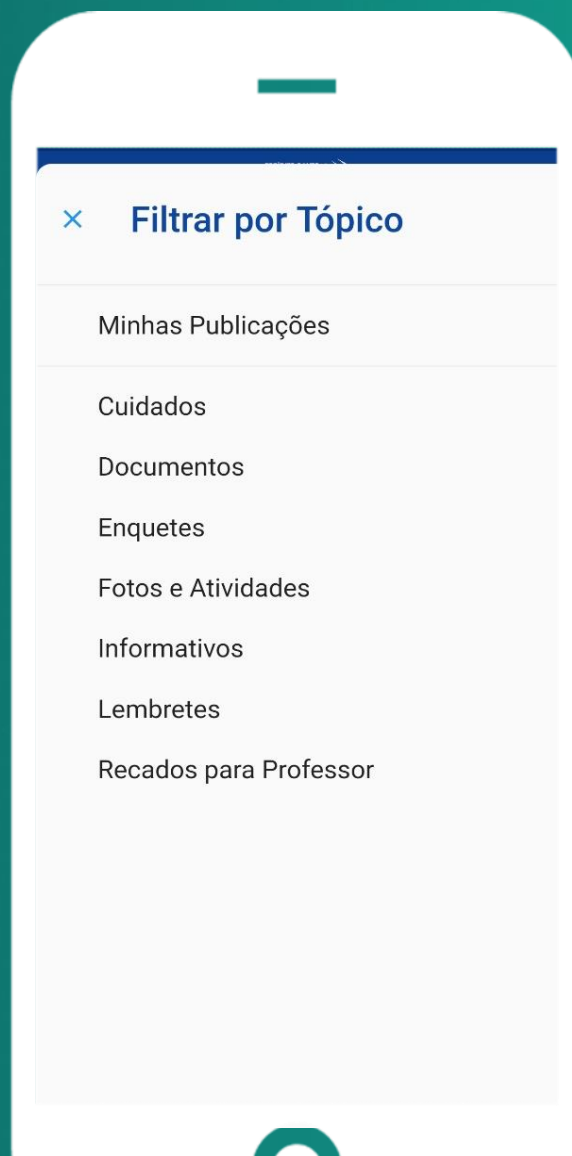 Filtrar por Tópico
Minhas Publicações
Cuidados
Documentos
Enquetes
Fotos e Atividades
Informativos
Lembretes
Recados para Professor